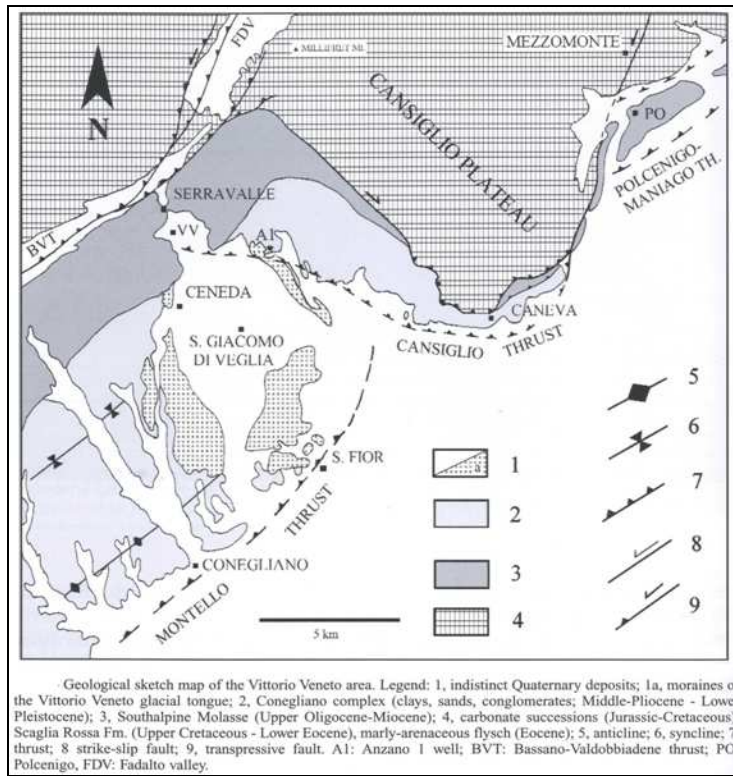 FDV
MILLIFRET MT.
MEZZOMONTE
N
CANSIGLIO PLATEAU
PO
POLCENIGO-
MANIAGO TH.
SERRAVALLE
VV
A1
BVT
CENEDA
CANEVA
S. GIACOMO
DI VEGLIA
CANSIGLIO THRUST
5
6
1
a
S. FIOR
7
2
8
CONEGLIANO
MONTELLO THRUST
3
9
5 km
4
Geological sketch map of the Vittorio Veneto area. Legend: 1, indistinct Quaternary deposits; 1a, moraines o
the Vittorio Veneto glacial tongue; 2, Conegliano complex (clays, sands, conglomerates; Middle-Pliocene - Lowe
Pleistocene); 3, Southalpine Molasse (Upper Oligocene-Miocene); 4, carbonate successions (Jurassic-Cretaceous)
Scaglia Rossa Fm. (Upper Cretaceous - Lower Eocene), marly-arenaceous flysch (Eocene); 5, anticline; 6, syncline; 7
thrust; 8 strike-slip fault; 9, transpressive fault. A1: Anzano 1 well; BVT: Bassano-Valdobbiadene thrust; PO
Polcenigo, FDV: Fadalto valley.